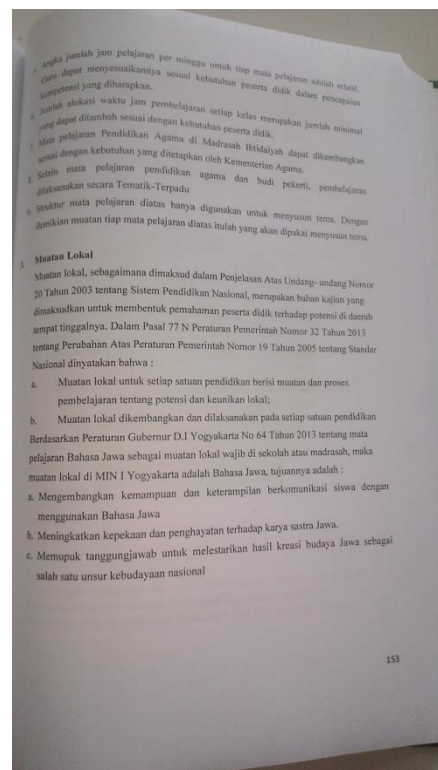 5. Angka jumlah jam pelajaran per minggu untuk tiap mata pelajaran adalah relatif.
Guru dapat menyesuaikannya sesuai kebutuhan peserta didik dalam pencapaian
kompetensi yang diharapkan.
6. Jumlah alokasi waktu jam pembelajaran setiap kelas merupakan jumlah minimal
yang dapat ditambah sesuai dengan kebutuhan peserta didik.
7. Mata pelajaran Pendidikan Agama di Madrasah Ibtidaiyah dapat dikembangkan
sesuai dengan kebutuhan yang ditetapkan oleh Kementerian Agama.
8. Selain mata pelajaran pendidikan agama dan budi pekerti, pembelajaran
dilaksanakan secara Tematik-Terpadu
9. Struktur mata pelajaran diatas hanya digunakan untuk menyusun tema. Dengan
demikian muatan tiap mata pelajaran diatas itulah yang akan dipakai menyusun tema.
3. Muatan Lokal
Muatan lokal, sebagaimana dimaksud dalam Penjelasan Atas Undang- undang Nomor
20 Tahun 2003 tentang Sistem Pendidikan Nasional, merupakan bahan kajian yang
dimaksudkan untuk membentuk pemahaman peserta didik terhadap potensi di daerah
tempat tinggalnya. Dalam Pasal 77 N Peraturan Pemerintah Nomor 32 Tahun 2013
tentang Perubahan Atas Peraturan Pemerintah Nomor 19 Tahun 2005 tentang Standar
Nasional dinyatakan bahwa :
a. Muatan lokal untuk setiap satuan pendidikan berisi muatan dan proses
pembelajaran tentang potensi dan keunikan lokal;
b. Muatan lokal dikembangkan dan dilaksanakan pada setiap satuan pendidikan
Berdasarkan Peraturan Gubernur D.I Yogyakarta No 64 Tahun 2013 tentang mata
pelajaran Bahasa Jawa sebagai muatan lokal wajib di sekolah atau madrasah, maka
muatan lokal di MIN I Yogyakarta adalah Bahasa Jawa, tujuannya adalah :
a. Mengembangkan kemampuan dan keterampilan berkomunikasi siswa dengan
menggunakan Bahasa Jawa
b. Meningkatkan kepekaan dan penghayatan terhadap karya sastra Jawa.
c. Memupuk tanggungjawab untuk melestarikan hasil kreasi budaya Jawa sebagai
salah satu unsur kebudayaan nasional
153